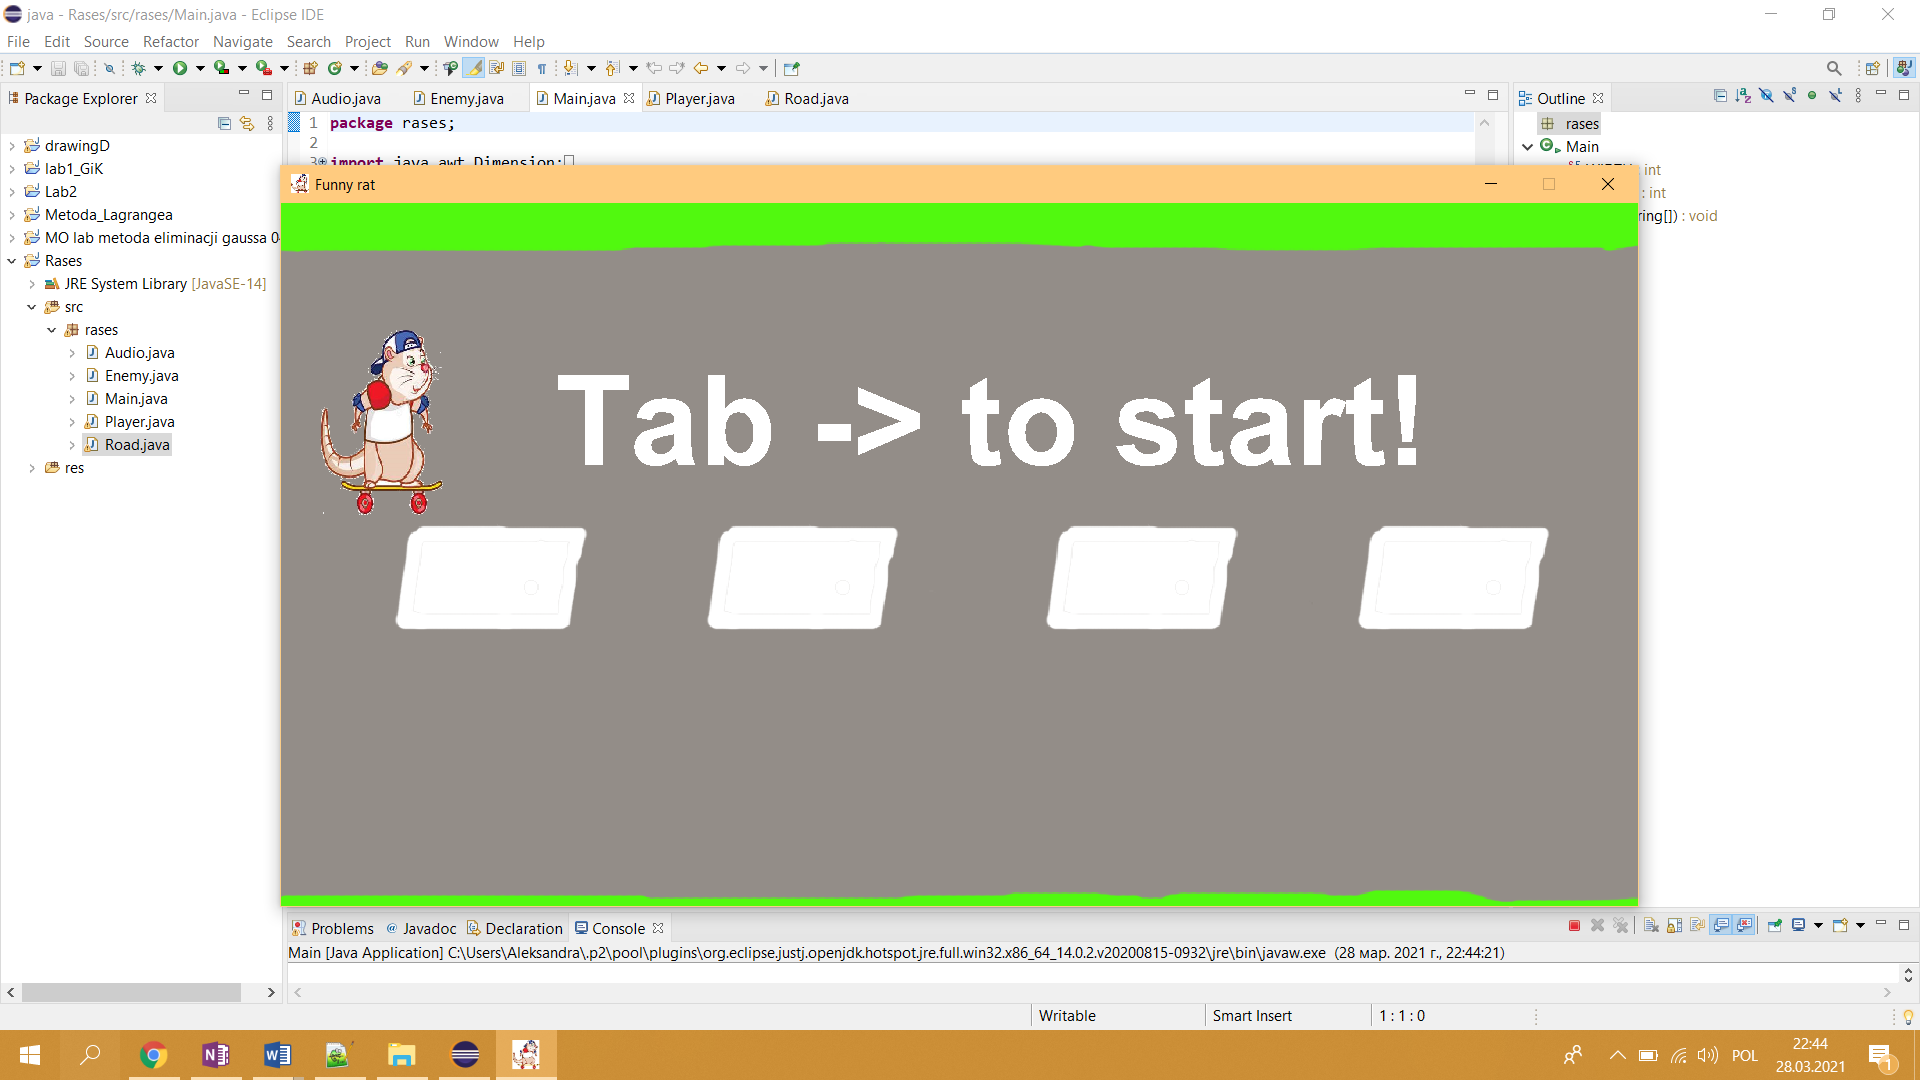 java - Rases/src/rases/Main.java - Eclipse IDE
File Edit Source Refactor Navigate Search Project Run Window Help
Package Explorer
Audio.java Enemy.java Main.java Player.java Road.java
Outline
1 package rases;
2
3 import java.awt.Dimension;
rases
Main
int
: int
ring[]) : void
drawingD
lab1_GiK
Lab2
Metoda_Lagrangea
MO lab metoda eliminacji gaussa
Rases
JRE System Library [JavaSE-14]
src
rases
Audio.java
Enemy.java
Main.java
Player.java
Road.java
res
Funny rat
Tab -> to start!
Problems @ Javadoc Declaration Console
Main [Java Application] C:\Users\Aleksandra\.p2\pool\plugins\org.eclipse.justj.openjdk.hotspot.jre.full.win32.x86_64_14.0.2.v20200815-0932\jre\bin\javaw.exe (28 мар. 2021 г., 22:44:21)
Writable Smart Insert 1 : 1 : 0
POL 22:44
28.03.2021
1